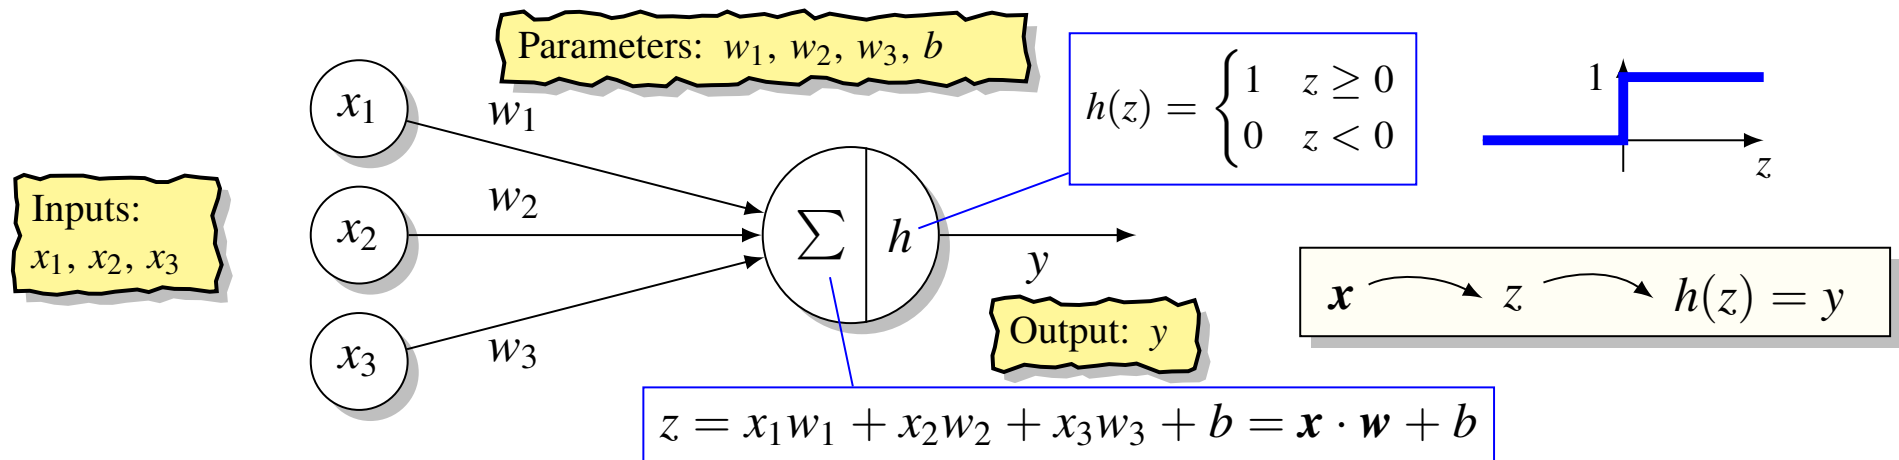 Parameters: w₁, w₂, w₃, b
x₁
w₁
h(z) = { 1 z ≥ 0
0 z < 0
1
z
Inputs:
x₁, x₂, x₃
x₂
w₂
∑ h
y
x₃
w₃
Output: y
x z h(z) = y
z = x₁w₁ + x₂w₂ + x₃w₃ + b = x · w + b